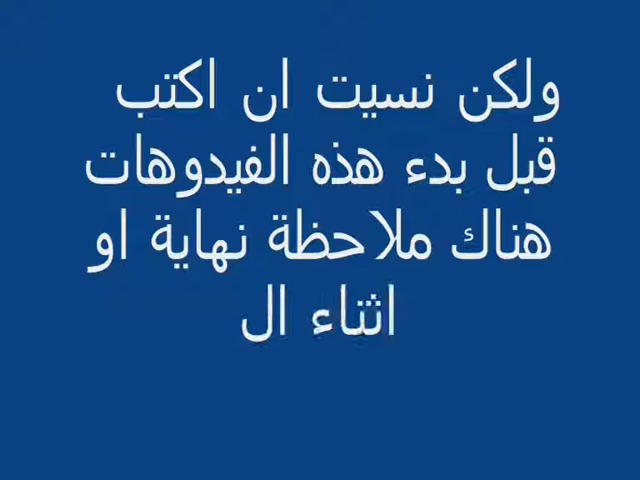 ولكن نسيت ان اكتب
قبل بدء هذه الفيدوهات
هناك ملاحظة نهاية او
اثناء ال